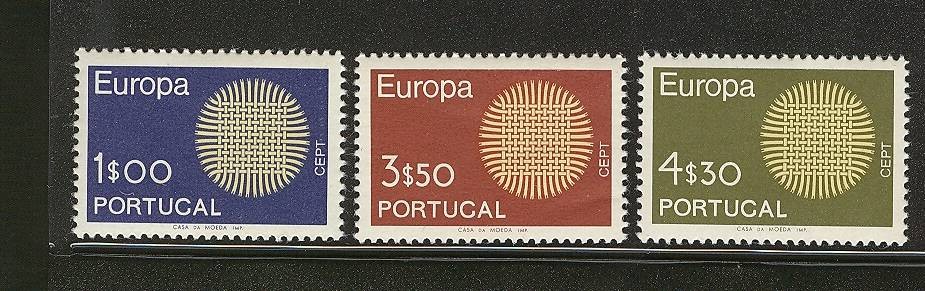 Europa
CEPT
1$00
PORTUGAL
CASA DA MOEDA IMP.
Europa
CEPT
3$50
PORTUGAL
CASA DA MOEDA IMP.
Europa
CEPT
4$30
PORTUGAL
CASA DA MOEDA IMP.